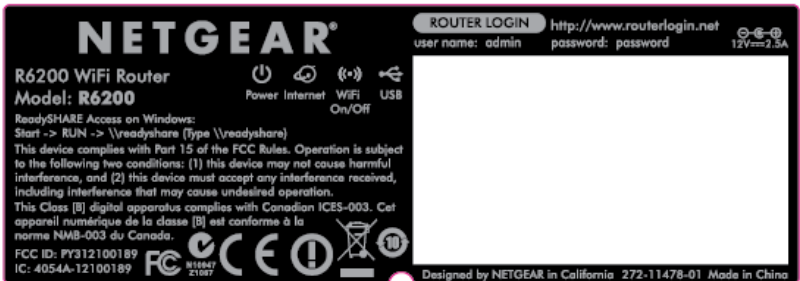 NETGEAR®
R6200 WiFi Router
Model: R6200
Power Internet WiFi On/Off USB
ReadySHARE Access on Windows:
Start -> RUN -> \\readyshare (Type \\readyshare)
This device complies with Part 15 of the FCC Rules. Operation is subject
to the following two conditions: (1) this device may not cause harmful
interference, and (2) this device must accept any interference received,
including interference that may cause undesired operation.
This Class [B] digital apparatus complies with Canadian ICES-003. Cet
appareil numérique de la classe [B] est conforme à la
norme NMB-003 du Canada.
FCC ID: PY312100189
IC: 4054A-12100189
FC
N10947
Z1087
CE
10
ROUTER LOGIN http://www.routerlogin.net
user name: admin password: password
12V⎓2.5A
Designed by NETGEAR in California 272-11478-01 Made in China